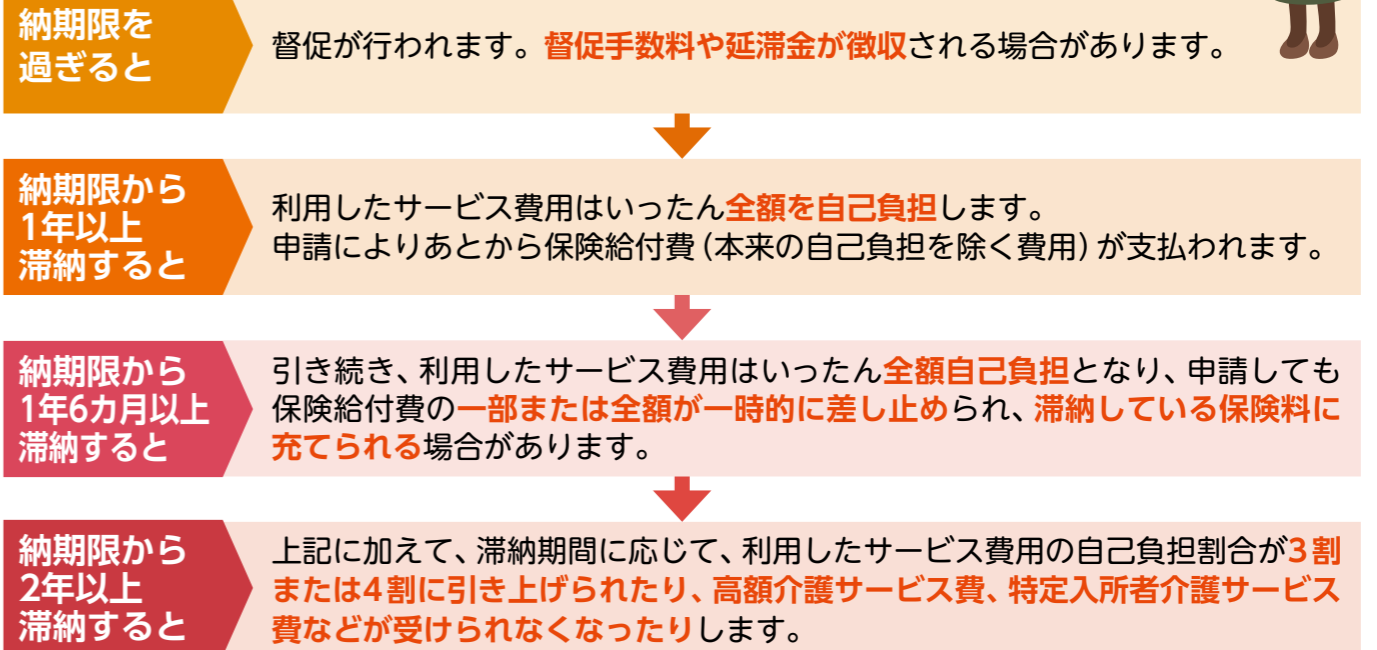 納期限を
過ぎると
督促が行われます。督促手数料や延滞金が徴収される場合があります。
納期限から
1年以上
滞納すると
利用したサービス費用はいったん全額を自己負担します。
申請によりあとから保険給付費(本来の自己負担を除く費用)が支払われます。
納期限から
1年6カ月以上
滞納すると
引き続き、利用したサービス費用はいったん全額自己負担となり、申請しても
保険給付費の一部または全額が一時的に差し止められ、滞納している保険料に
充てられる場合があります。
納期限から
2年以上
滞納すると
上記に加えて、滞納期間に応じて、利用したサービス費用の自己負担割合が3割
または4割に引き上げられたり、高額介護サービス費、特定入所者介護サービス
費などが受けられなくなったりします。